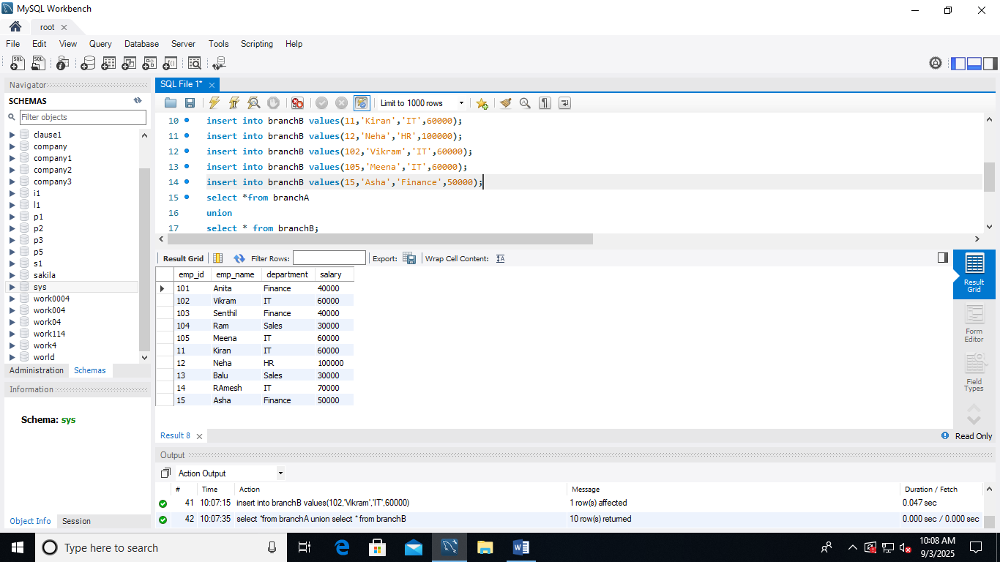 MySQL Workbench
root
File Edit View Query Database Server Tools Scripting Help
Navigator
SCHEMAS
Filter objects
clause1
company
company1
company2
company3
i1
l1
p1
p2
p3
p5
s1
sakila
sys
work0004
work004
work04
work114
work4
world
Administration Schemas
Information
Schema: sys
Object Info Session
SQL File 1*
Limit to 1000 rows
10 insert into branchB values(11,'Kiran','IT',60000);
11 insert into branchB values(12,'Neha','HR',100000);
12 insert into branchB values(102,'Vikram','IT',60000);
13 insert into branchB values(105,'Meena','IT',60000);
14 insert into branchB values(15,'Asha','Finance',50000);
15 select *from branchA
16 union
17 select * from branchB;
Result Grid Filter Rows: Export: Wrap Cell Content:
emp_id emp_name department salary
101 Anita Finance 40000
102 Vikram IT 60000
103 Senthil Finance 40000
104 Ram Sales 30000
105 Meena IT 60000
11 Kiran IT 60000
12 Neha HR 100000
13 Balu Sales 30000
14 RAmesh IT 70000
15 Asha Finance 50000
Result Grid
Form Editor
Field Types
Result 8
Read Only
Output
Action Output
# Time Action Message Duration / Fetch
41 10:07:15 insert into branchB values(102,'Vikram','IT',60000) 1 row(s) affected 0.047 sec
42 10:07:35 select *from branchA union select * from branchB 10 row(s) returned 0.000 sec / 0.000 sec
Type here to search
10:08 AM
9/3/2025